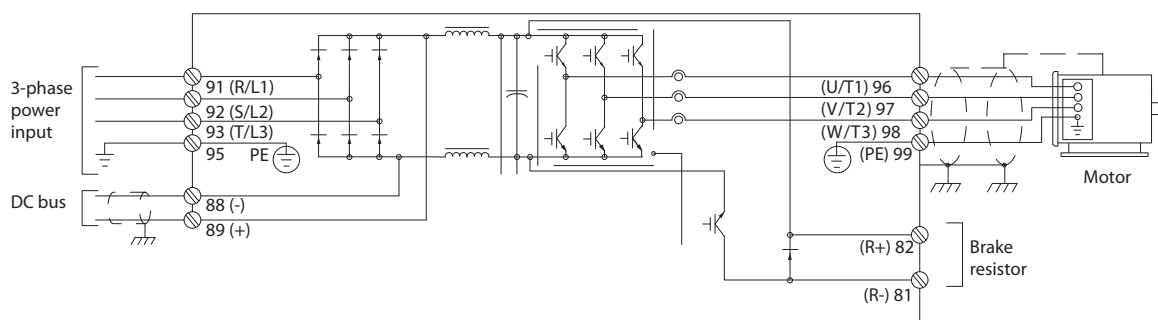 3-phase
power
input
91 (R/L1)
92 (S/L2)
93 (T/L3)
95
PE
DC bus
88 (-)
89 (+)
(U/T1) 96
(V/T2) 97
(W/T3) 98
(PE) 99
Motor
(R+) 82
(R-) 81
Brake
resistor